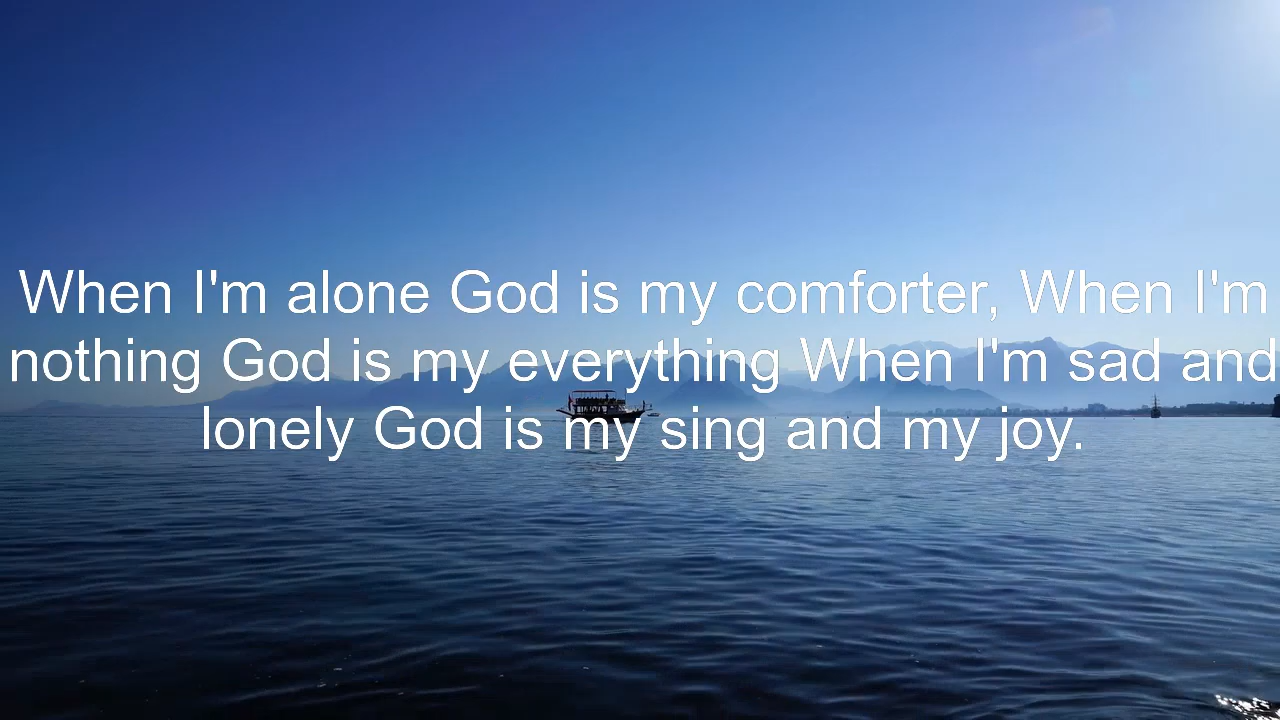 When I'm alone God is my comforter, When I'm
nothing God is my everything When I'm sad and
lonely God is my sing and my joy.